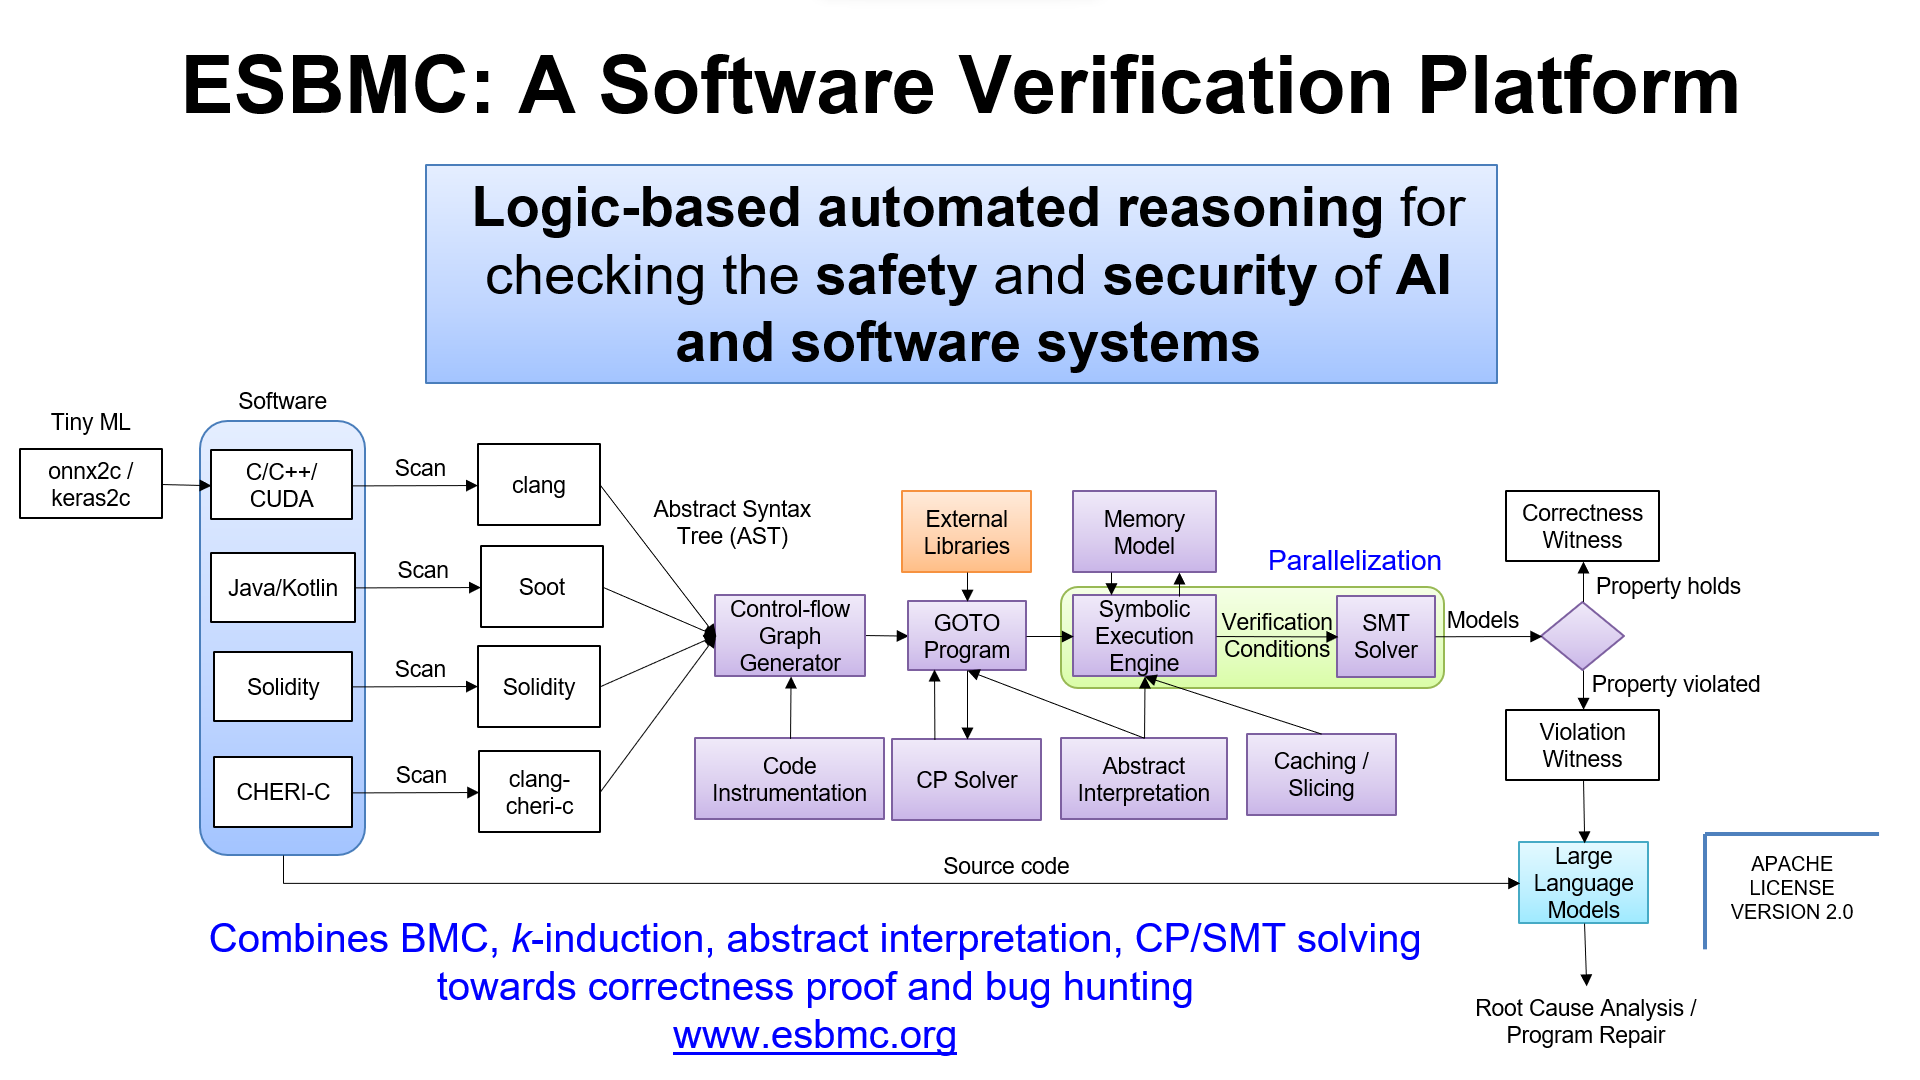 ESBMC: A Software Verification Platform
Logic-based automated reasoning for
checking the safety and security of AI
and software systems
Software
Tiny ML
onnx2c /
keras2c
C/C++/
CUDA
Scan
clang
Java/Kotlin
Scan
Soot
Solidity
Scan
Solidity
CHERI-C
Scan
clang-
cheri-c
Abstract Syntax
Tree (AST)
Control-flow
Graph
Generator
External
Libraries
GOTO
Program
Memory
Model
Parallelization
Symbolic
Execution
Engine
Verification
Conditions
SMT
Solver
Models
Correctness
Witness
Property holds
Property violated
Violation
Witness
Code
Instrumentation
CP Solver
Abstract
Interpretation
Caching /
Slicing
Source code
Large
Language
Models
APACHE
LICENSE
VERSION 2.0
Combines BMC, k-induction, abstract interpretation, CP/SMT solving
towards correctness proof and bug hunting
www.esbmc.org
Root Cause Analysis /
Program Repair